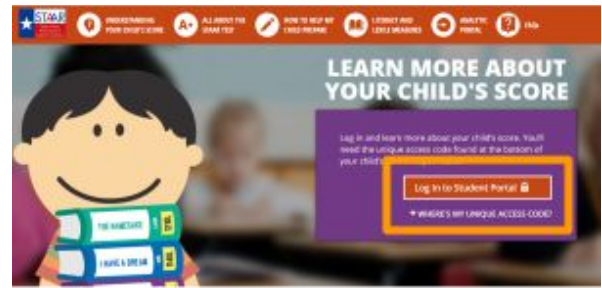 STAAR
UNDERSTANDING
YOUR CHILD'S SCORE
A+
ALL ABOUT THE
STAAR TEST
HOW TO HELP MY
CHILD PREPARE
LITERACY AND
LEXILE MEASURES
ANALYTIC
PORTAL
FAQs
LEARN MORE ABOUT
YOUR CHILD'S SCORE
Log in and learn more about your child's score. You'll
need the unique access code found at the bottom of
your child's
Log In to Student Portal
WHERE'S MY UNIQUE ACCESS CODE?
THE NAMESAKE
I HAVE A DREAM